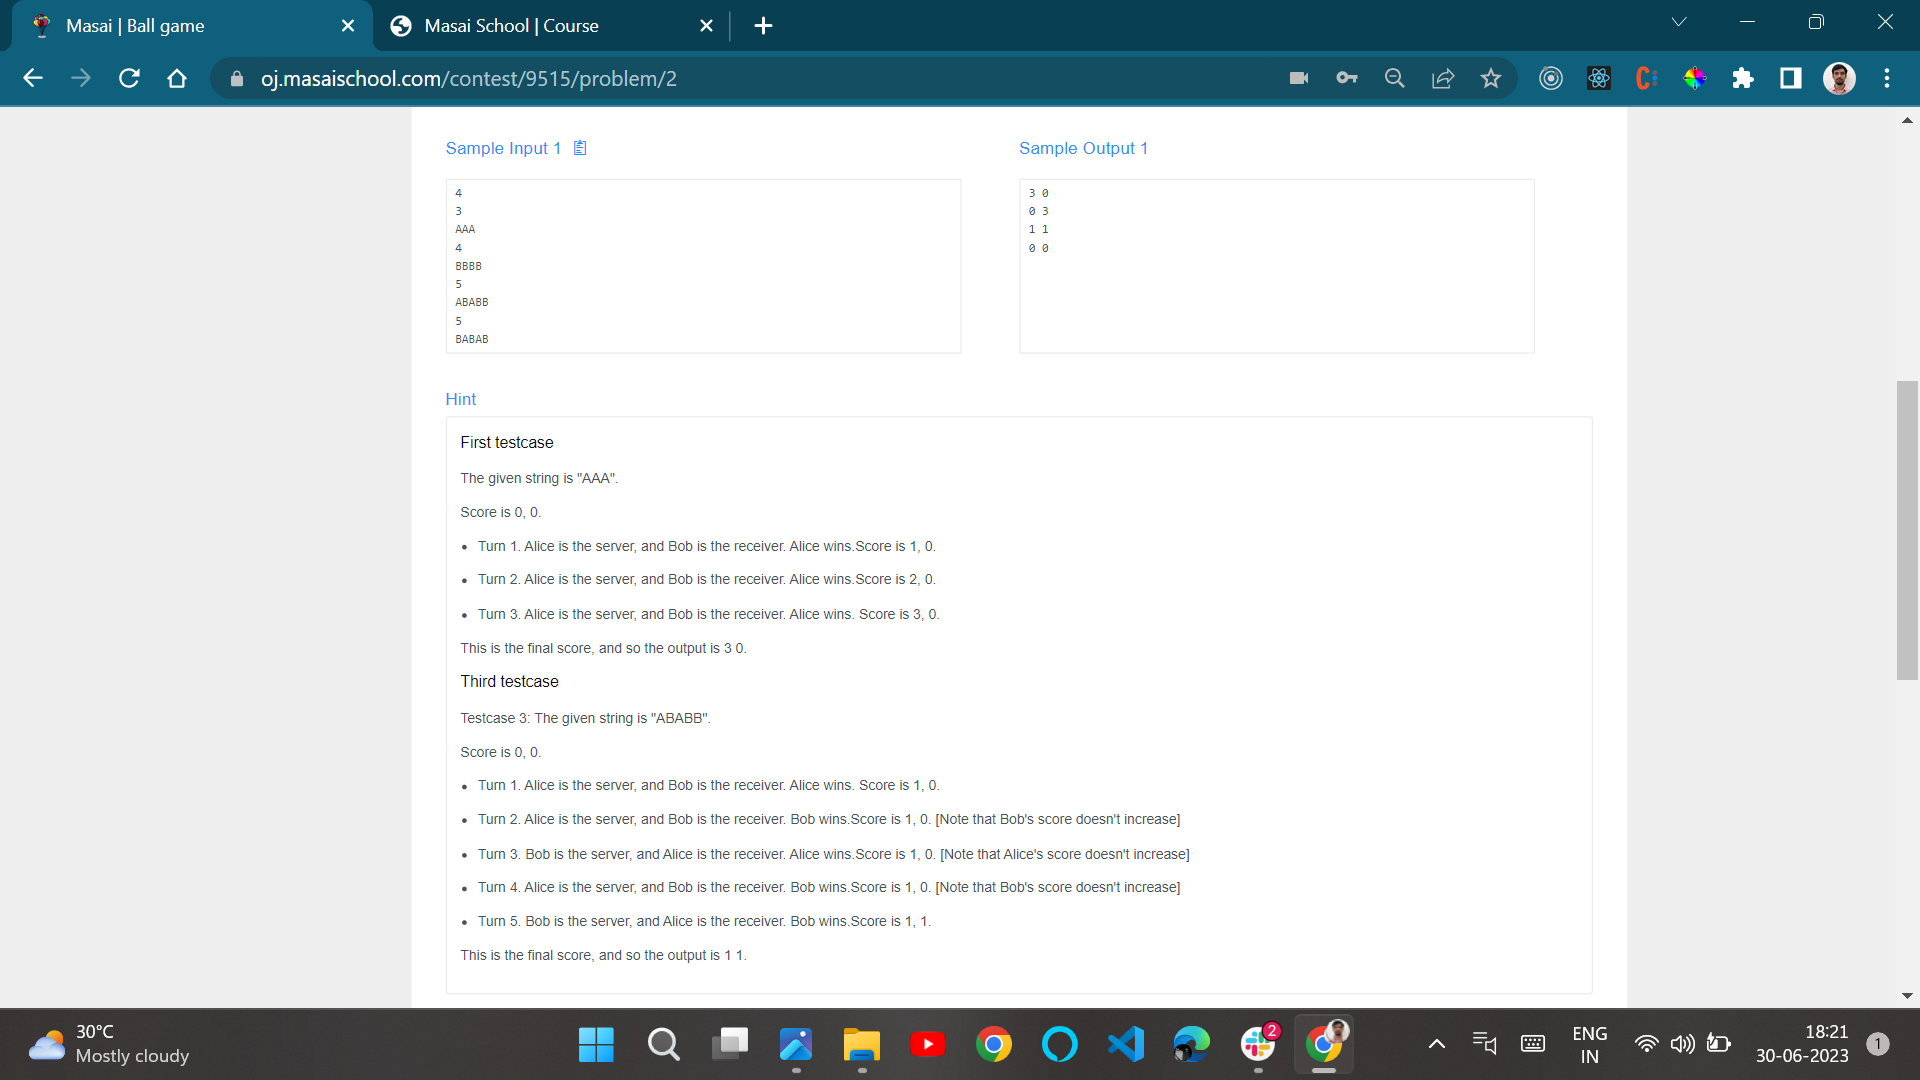 Masai | Ball game
Masai School | Course
oj.masaischool.com/contest/9515/problem/2
Sample Input 1
Sample Output 1
4
3
AAA
4
BBBB
5
ABABB
5
BABAB
3 0
0 3
1 1
0 0
Hint
First testcase
The given string is "AAA".
Score is 0, 0.
Turn 1. Alice is the server, and Bob is the receiver. Alice wins.Score is 1, 0.
Turn 2. Alice is the server, and Bob is the receiver. Alice wins.Score is 2, 0.
Turn 3. Alice is the server, and Bob is the receiver. Alice wins. Score is 3, 0.
This is the final score, and so the output is 3 0.
Third testcase
Testcase 3: The given string is "ABABB".
Score is 0, 0.
Turn 1. Alice is the server, and Bob is the receiver. Alice wins. Score is 1, 0.
Turn 2. Alice is the server, and Bob is the receiver. Bob wins.Score is 1, 0. [Note that Bob's score doesn't increase]
Turn 3. Bob is the server, and Alice is the receiver. Alice wins.Score is 1, 0. [Note that Alice's score doesn't increase]
Turn 4. Alice is the server, and Bob is the receiver. Bob wins.Score is 1, 0. [Note that Bob's score doesn't increase]
Turn 5. Bob is the server, and Alice is the receiver. Bob wins.Score is 1, 1.
This is the final score, and so the output is 1 1.
30°C
Mostly cloudy
2
ENG
IN
18:21
30-06-2023
1